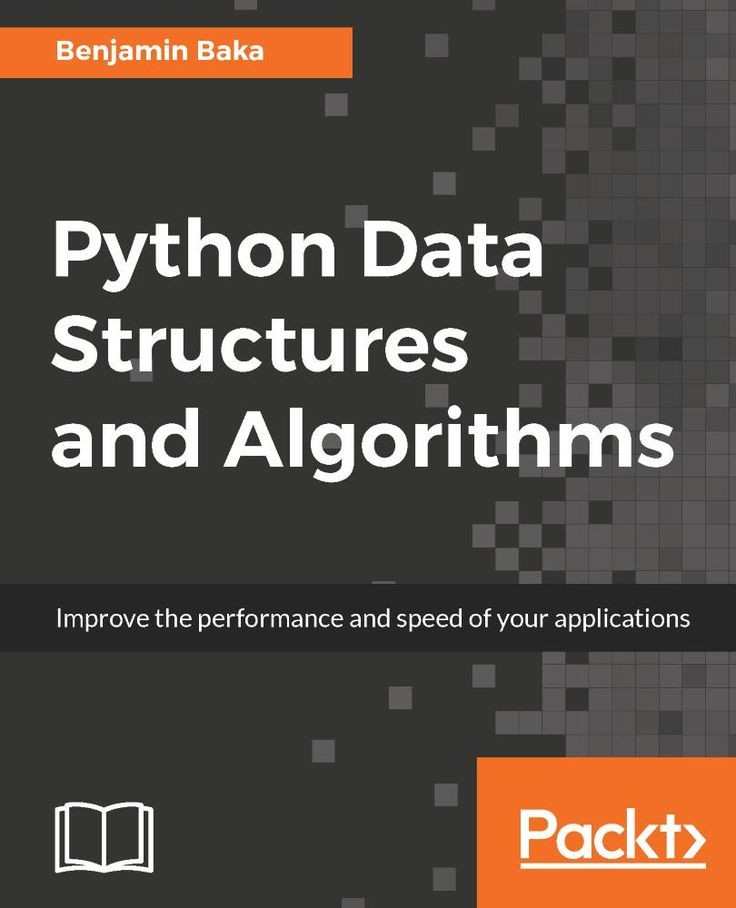 Benjamin Baka
Python Data
Structures
and Algorithms
Improve the performance and speed of your applications
Packt>